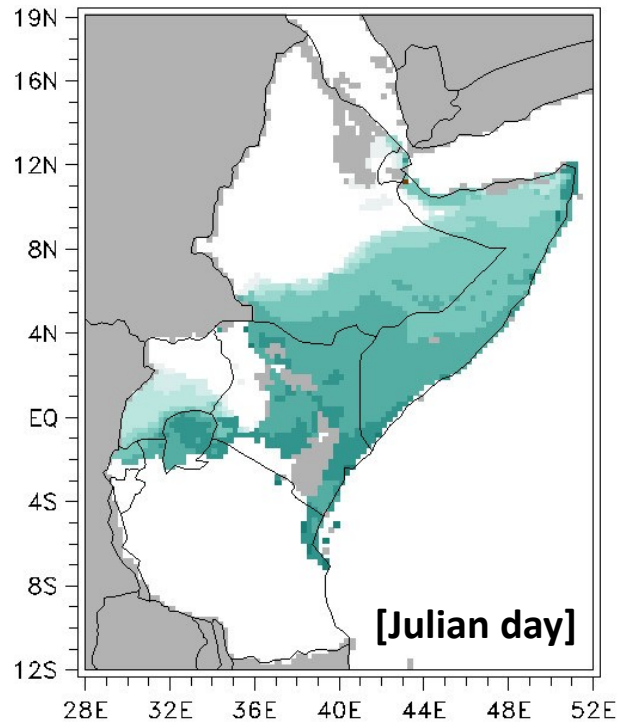 19N
16N
12N
8N
4N
EQ
4S
8S
12S
[Julian day]
28E 32E 36E 40E 44E 48E 52E